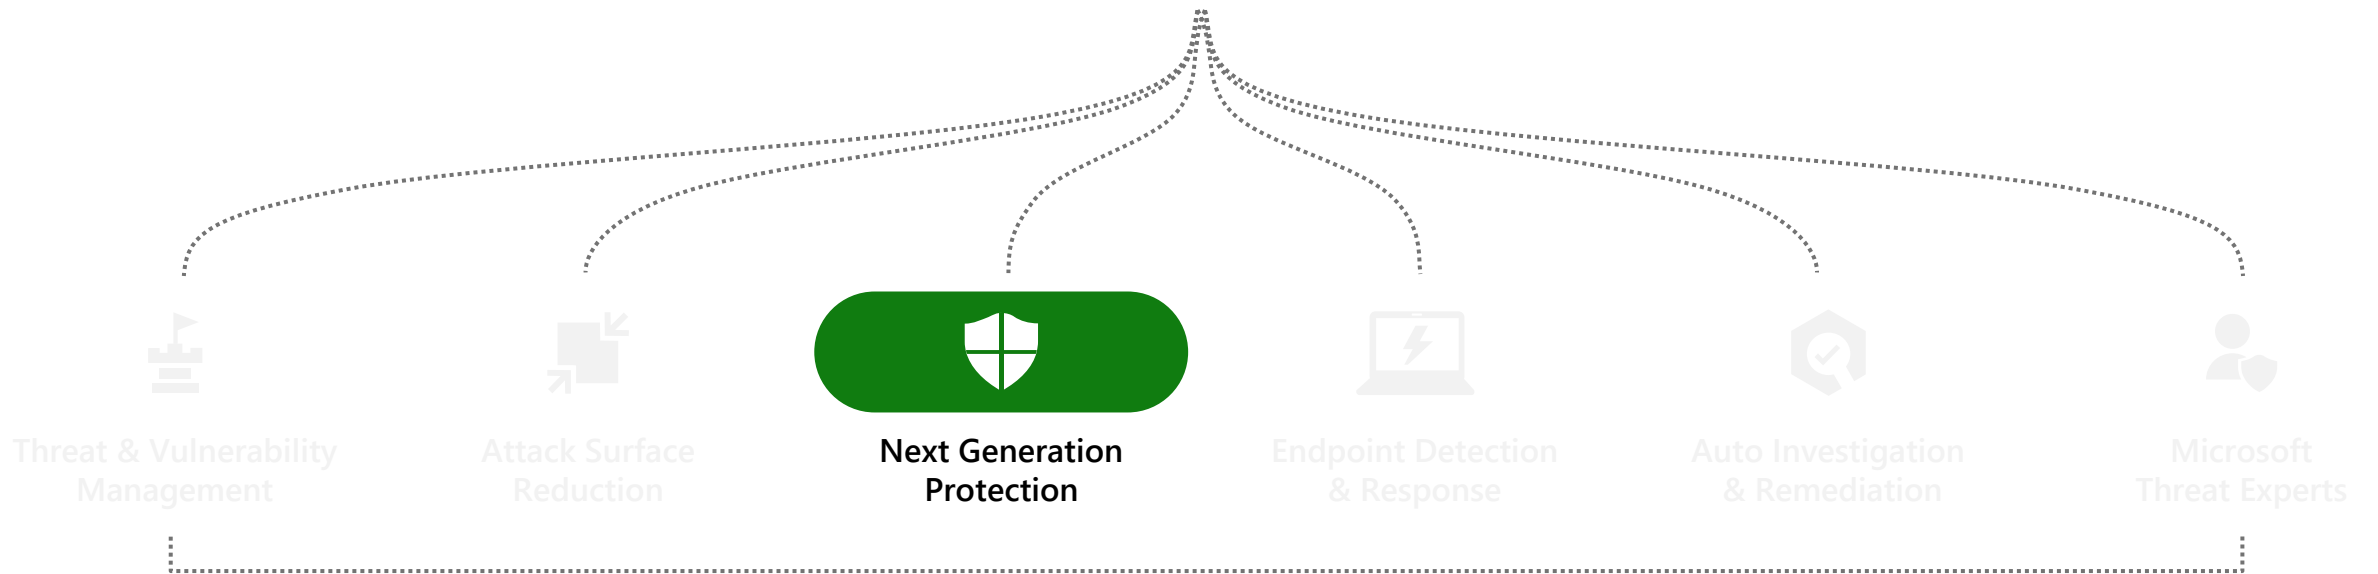 Threat & Vulnerability
Management
Attack Surface
Reduction
Next Generation
Protection
Endpoint Detection
& Response
Auto Investigation
& Remediation
Microsoft
Threat Experts